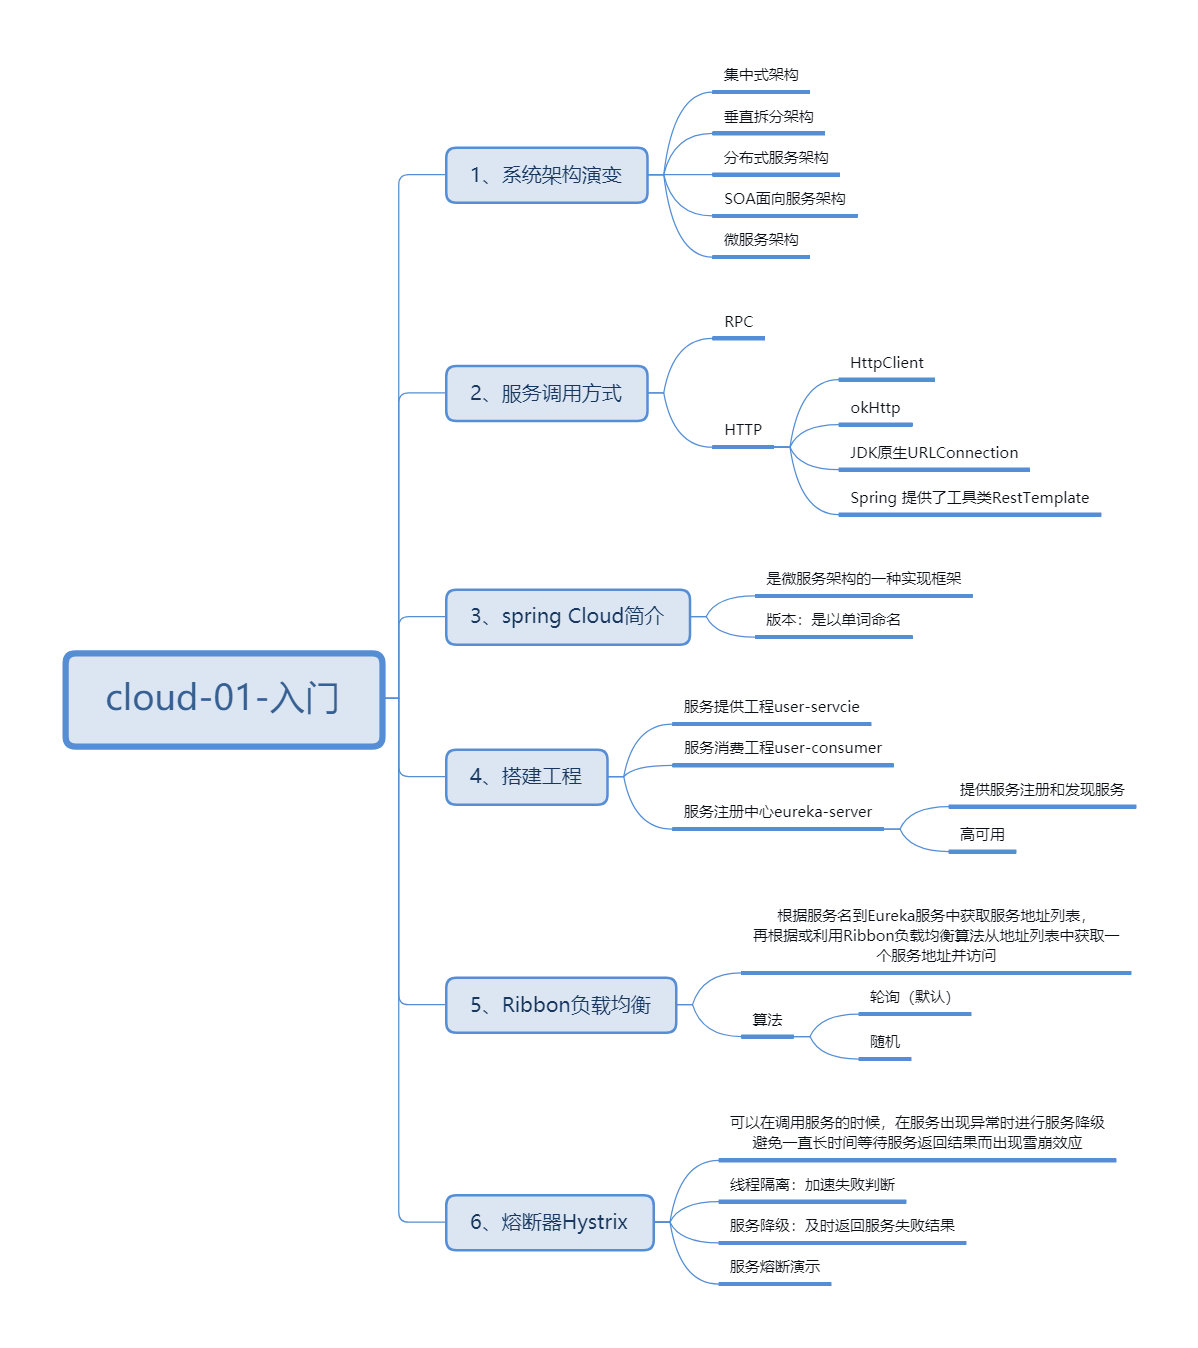 cloud-01-入门
1、系统架构演变
集中式架构
垂直拆分架构
分布式服务架构
SOA面向服务架构
微服务架构
2、服务调用方式
RPC
HTTP
HttpClient
okHttp
JDK原生URLConnection
Spring 提供了工具类RestTemplate
3、spring Cloud简介
是微服务架构的一种实现框架
版本：是以单词命名
4、搭建工程
服务提供工程user-servcie
服务消费工程user-consumer
服务注册中心eureka-server
提供服务注册和发现服务
高可用
5、Ribbon负载均衡
根据服务名到Eureka服务中获取服务地址列表，
再根据或利用Ribbon负载均衡算法从地址列表中获取一
个服务地址并访问
算法
轮询（默认）
随机
6、熔断器Hystrix
可以在调用服务的时候，在服务出现异常时进行服务降级
避免一直长时间等待服务返回结果而出现雪崩效应
线程隔离：加速失败判断
服务降级：及时返回服务失败结果
服务熔断演示